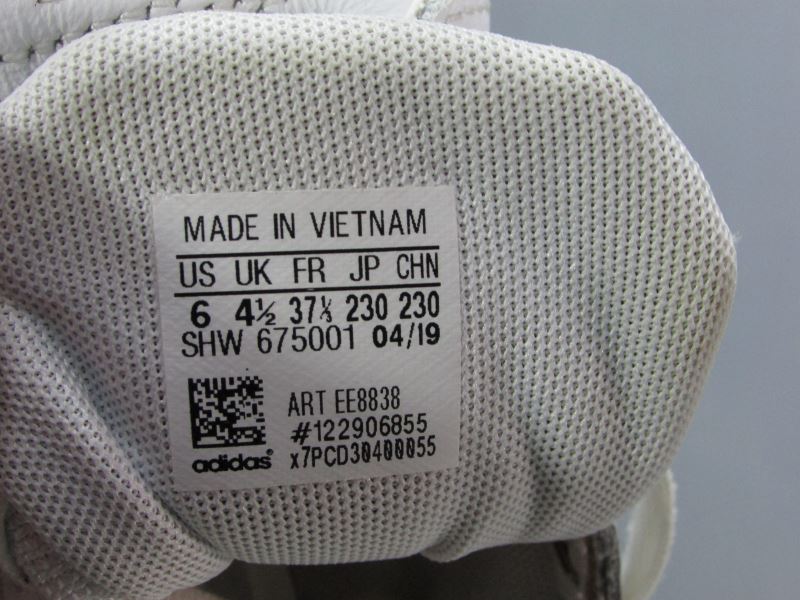 MADE IN VIETNAM
US UK FR JP CHN
6 4½ 37⅓ 230 230
SHW 675001 04/19
ART EE8838
#122906855
adidas® x7PCD30400055